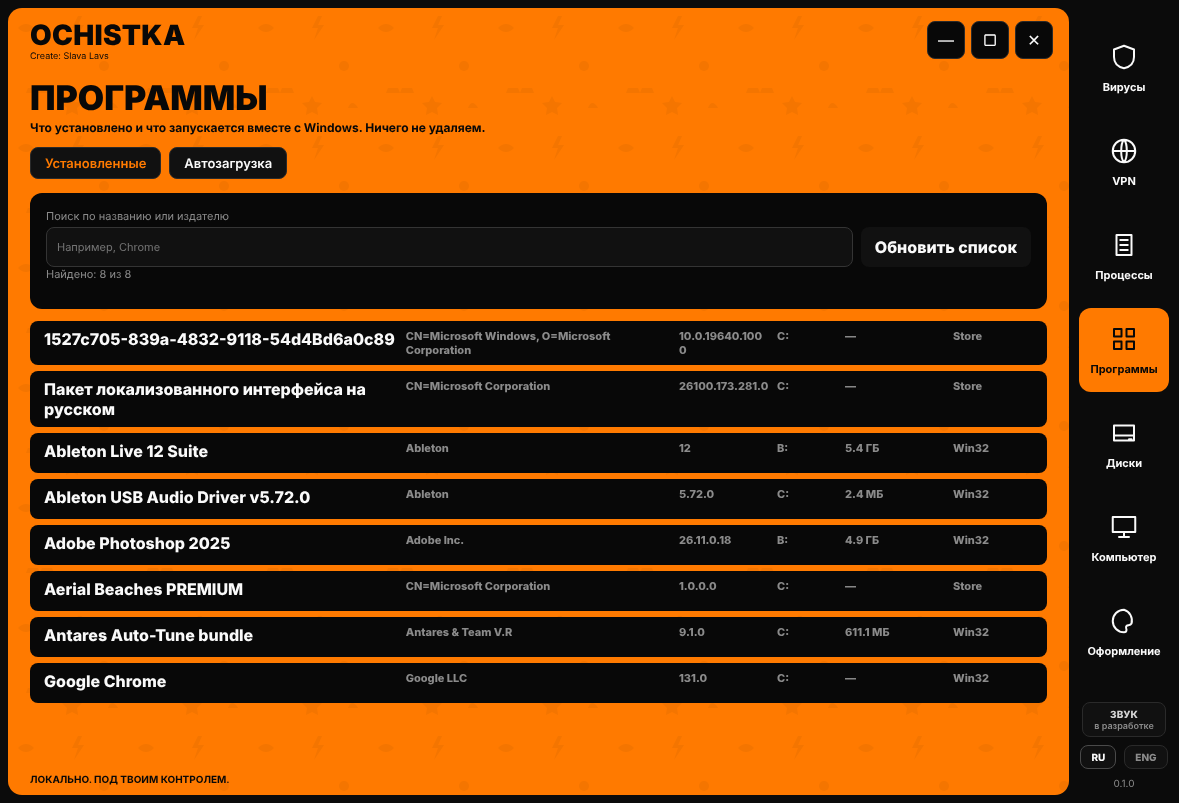 OCHISTKA
Create: Slava Lavs
ПРОГРАММЫ
Что установлено и что запускается вместе с Windows. Ничего не удаляем.
Установленные
Автозагрузка
Поиск по названию или издателю
Например, Chrome
Обновить список
Найдено: 8 из 8
1527c705-839a-4832-9118-54d4Bd6a0c89 CN=Microsoft Windows, O=Microsoft Corporation 10.0.19640.1000 C: — Store
Пакет локализованного интерфейса на русском CN=Microsoft Corporation 26100.173.281.0 C: — Store
Ableton Live 12 Suite Ableton 12 B: 5.4 ГБ Win32
Ableton USB Audio Driver v5.72.0 Ableton 5.72.0 C: 2.4 МБ Win32
Adobe Photoshop 2025 Adobe Inc. 26.11.0.18 B: 4.9 ГБ Win32
Aerial Beaches PREMIUM CN=Microsoft Corporation 1.0.0.0 C: — Store
Antares Auto-Tune bundle Antares & Team V.R 9.1.0 C: 611.1 МБ Win32
Google Chrome Google LLC 131.0 C: — Win32
ЛОКАЛЬНО. ПОД ТВОИМ КОНТРОЛЕМ.
Вирусы
VPN
Процессы
Программы
Диски
Компьютер
Оформление
ЗВУК
в разработке
RU
ENG
0.1.0